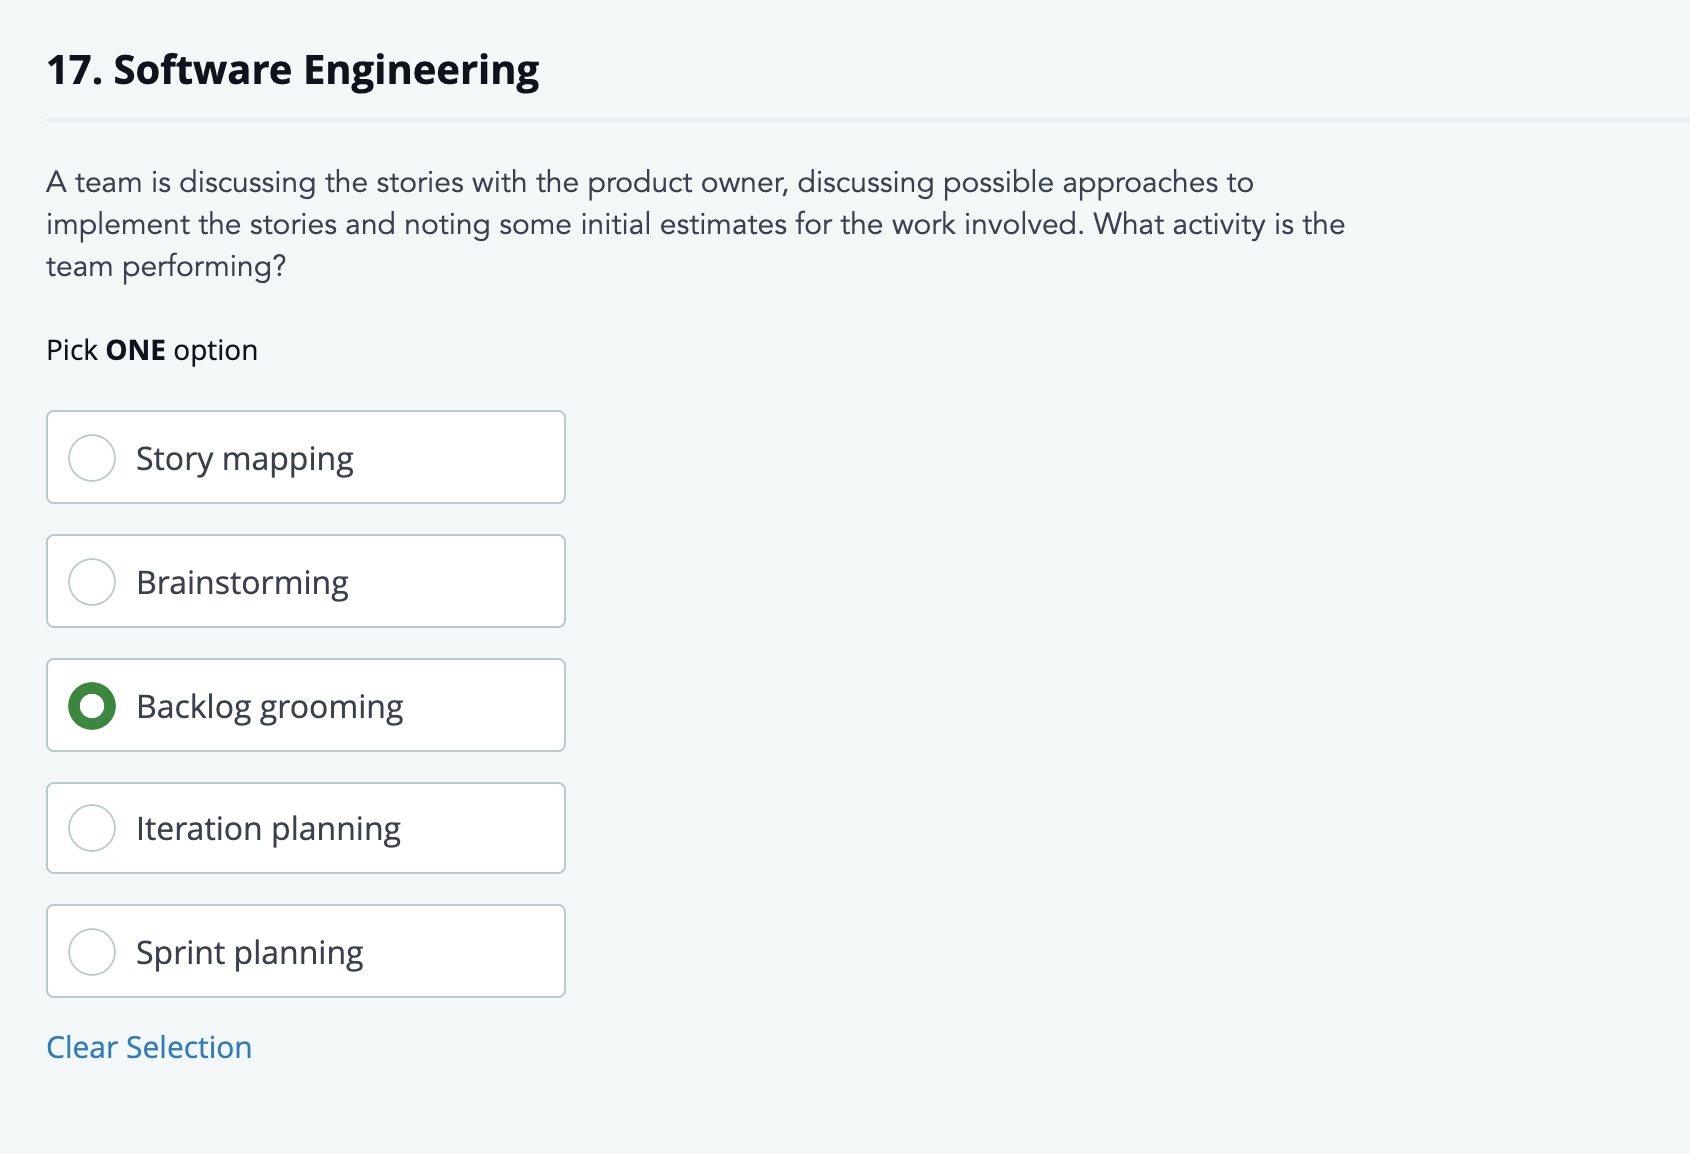 17. Software Engineering
A team is discussing the stories with the product owner, discussing possible approaches to
implement the stories and noting some initial estimates for the work involved. What activity is the
team performing?
Pick ONE option
Story mapping
Brainstorming
Backlog grooming
Iteration planning
Sprint planning
Clear Selection